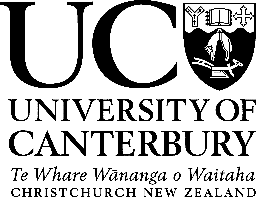 UC
UNIVERSITY OF
CANTERBURY
Te Whare Wānanga o Waitaha
CHRISTCHURCH NEW ZEALAND